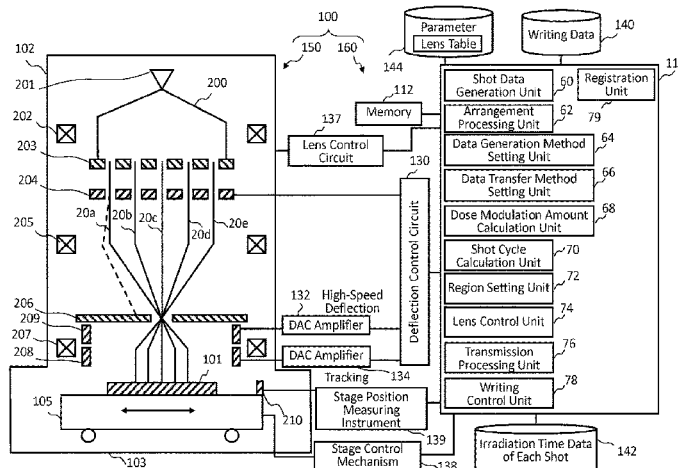 100
102
150
160
201
200
202
203
204
20a
20b
20c
20d
20e
205
206
209
207
208
101
105
103
210
Parameter
Lens Table
144
Writing Data
140
Memory
112
137
Lens Control
Circuit
130
Deflection Control Circuit
High-Speed
Deflection
132
DAC Amplifier
DAC Amplifier
134
Tracking
Stage Position
Measuring
Instrument
139
Stage Control
Mechanism
138
11
Shot Data
Generation Unit
60
Registration
Unit
79
Arrangement
Processing Unit
62
Data Generation Method
Setting Unit
64
Data Transfer Method
Setting Unit
66
Dose Modulation Amount
Calculation Unit
68
Shot Cycle
Calculation Unit
70
Region Setting Unit
72
Lens Control
Unit
74
Transmission
Processing Unit
76
Writing
Control Unit
78
Irradiation Time Data
of Each Shot
142